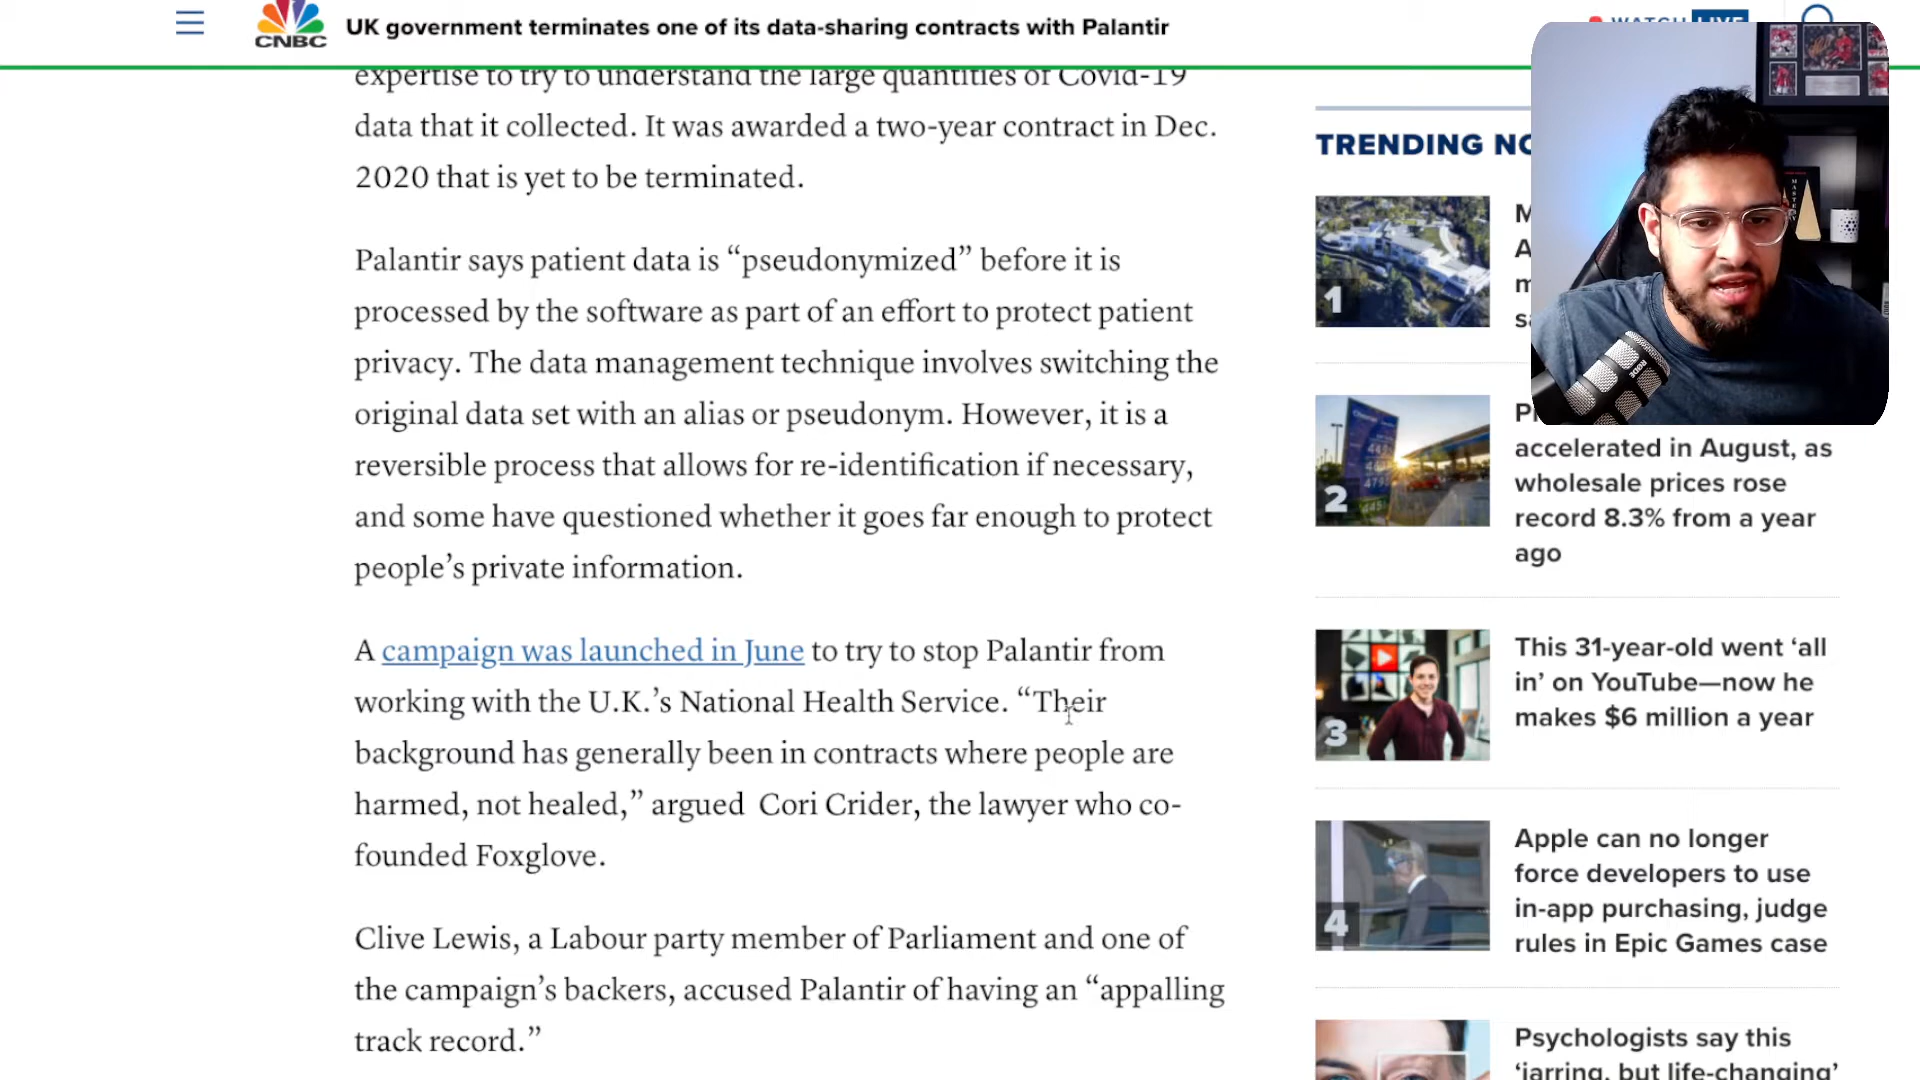 CNBC
UK government terminates one of its data-sharing contracts with Palantir
WATCH LIVE
expertise to try to understand the large quantities of Covid-19
data that it collected. It was awarded a two-year contract in Dec.
2020 that is yet to be terminated.
Palantir says patient data is “pseudonymized” before it is
processed by the software as part of an effort to protect patient
privacy. The data management technique involves switching the
original data set with an alias or pseudonym. However, it is a
reversible process that allows for re-identification if necessary,
and some have questioned whether it goes far enough to protect
people’s private information.
A campaign was launched in June to try to stop Palantir from
working with the U.K.’s National Health Service. “Their
background has generally been in contracts where people are
harmed, not healed,” argued Cori Crider, the lawyer who co-
founded Foxglove.
Clive Lewis, a Labour party member of Parliament and one of
the campaign’s backers, accused Palantir of having an “appalling
track record.”
TRENDING
1
2
accelerated in August, as
wholesale prices rose
record 8.3% from a year
ago
3
This 31-year-old went ‘all
in’ on YouTube—now he
makes $6 million a year
4
Apple can no longer
force developers to use
in-app purchasing, judge
rules in Epic Games case
Psychologists say this
‘jarring, but life-changing’
MASTERY
RØDE